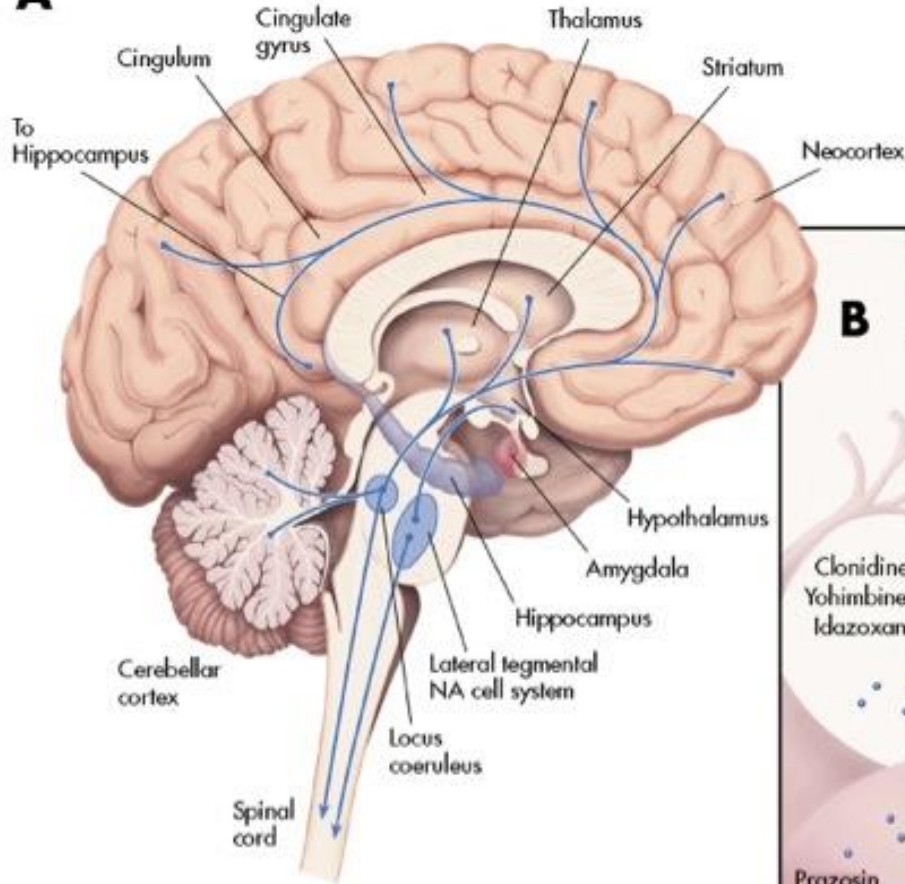 A
Cingulate
gyrus
Thalamus
Cingulum
Striatum
To
Hippocampus
Neocortex
B
Hypothalamus
Amygdala
Hippocampus
Lateral tegmental
NA cell system
Cerebellar
cortex
Locus
coeruleus
Spinal
cord
Clonidine
Yohimbine
Idazoxan
Prazosin